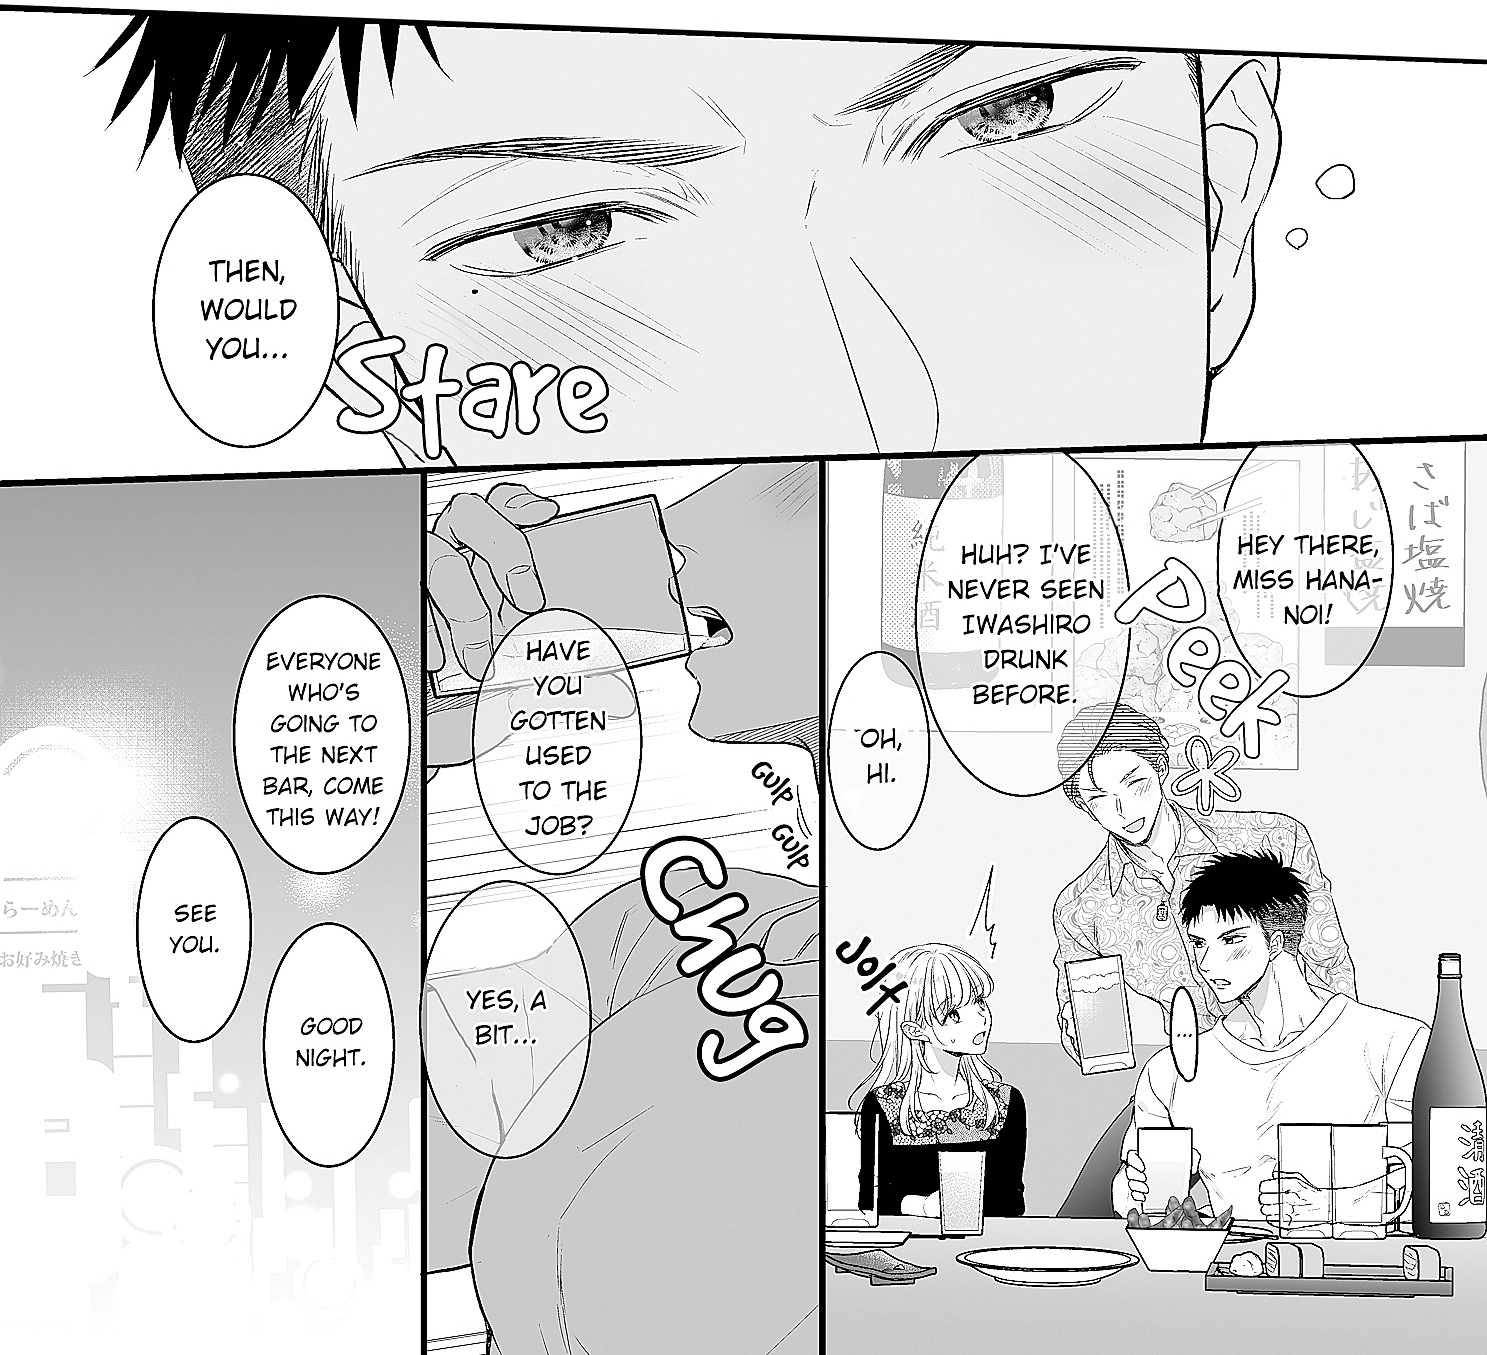 THEN,
WOULD
YOU...
Stare
HEY THERE,
MISS HANA-
NOI!
HUH? I'VE
NEVER SEEN
IWASHIRO
DRUNK
BEFORE.
OH,
HI.
Peek
Jolt
...
さば塩焼
純米酒
HAVE
YOU
GOTTEN
USED
TO THE
JOB?
GULP
GULP
Chug
YES, A
BIT...
EVERYONE
WHO'S
GOING TO
THE NEXT
BAR, COME
THIS WAY!
SEE
YOU.
GOOD
NIGHT.
らーめん
お好み焼き